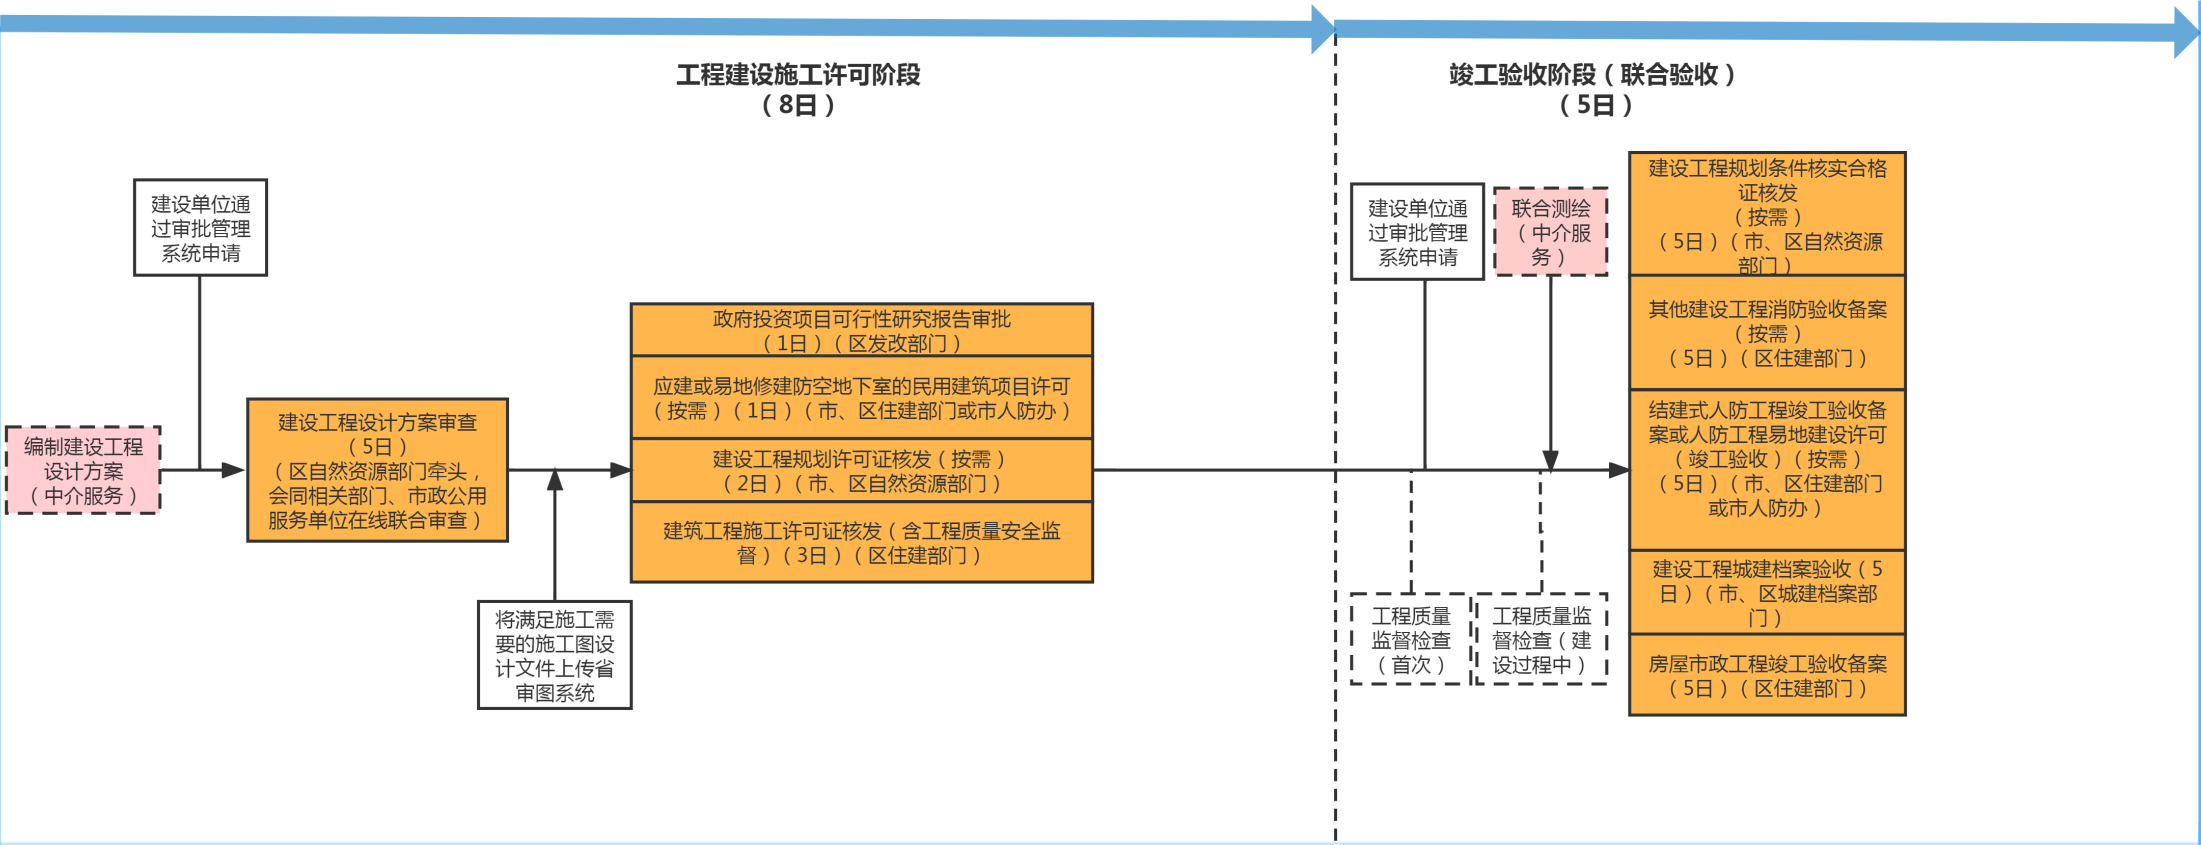 工程建设施工许可阶段
（8日）
竣工验收阶段（联合验收）
（5日）
建设单位通
过审批管理
系统申请
编制建设工程
设计方案
（中介服务）
建设工程设计方案审查
（5日）
（区自然资源部门牵头，
会同相关部门、市政公用
服务单位在线联合审查）
将满足施工需
要的施工图设
计文件上传省
审图系统
政府投资项目可行性研究报告审批
（1日）（区发改部门）
应建或易地修建防空地下室的民用建筑项目许可
（按需）（1日）（市、区住建部门或市人防办）
建设工程规划许可证核发（按需）
（2日）（市、区自然资源部门）
建筑工程施工许可证核发（含工程质量安全监
督）（3日）（区住建部门）
建设单位通
过审批管理
系统申请
联合测绘
（中介服
务）
工程质量
监督检查
（首次）
工程质量监
督检查（建
设过程中）
建设工程规划条件核实合格
证核发
（按需）
（5日）（市、区自然资源
部门）
其他建设工程消防验收备案
（按需）
（5日）（区住建部门）
结建式人防工程竣工验收备
案或人防工程易地建设许可
（竣工验收）（按需）
（5日）（市、区住建部门
或市人防办）
建设工程城建档案验收（5
日）（市、区城建档案部
门）
房屋市政工程竣工验收备案
（5日）（区住建部门）